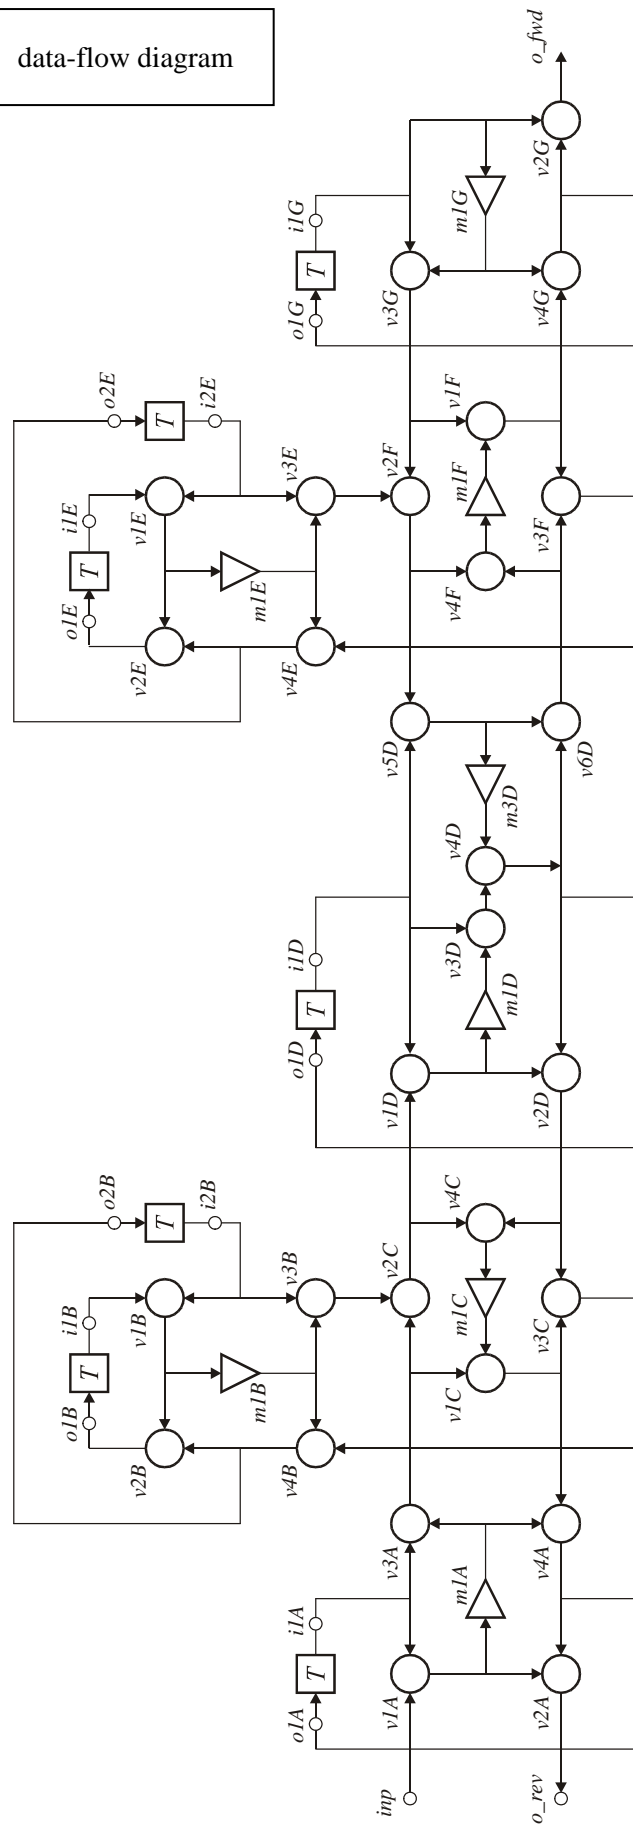 data-flow diagram
o_fwd
v2G
m1G
i1G
T
o1G
v3G
v4G
o2E
T
i2E
v1F
v3E
v2F
i1E
v1E
m1F
v3F
T
m1E
v4F
o1E
v2E
v4E
v5D
v6D
m3D
v4D
v3D
i1D
T
m1D
o1D
v1D
v2D
o2B
T
i2B
v4C
v3B
v2C
i1B
v1B
m1C
v3C
T
m1B
v1C
o1B
v2B
v4B
v3A
v4A
m1A
i1A
T
o1A
v1A
v2A
inp
o_rev